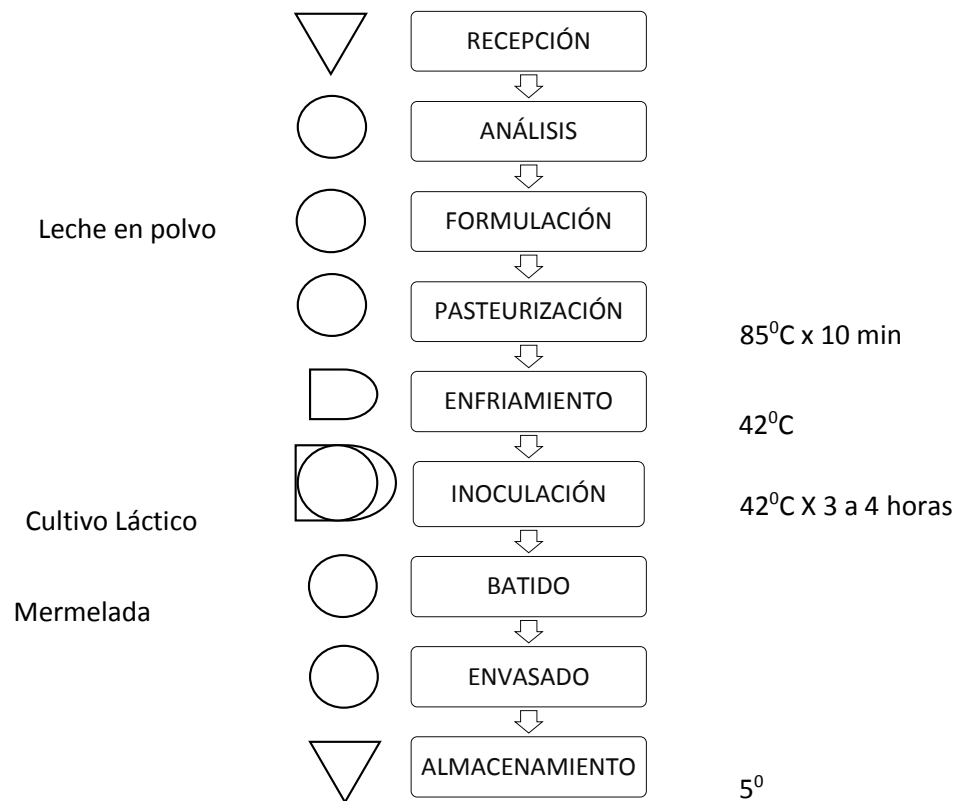 RECEPCIÓN
ANÁLISIS
Leche en polvo
FORMULACIÓN
PASTEURIZACIÓN
85⁰C x 10 min
ENFRIAMIENTO
42⁰C
INOCULACIÓN
42⁰C X 3 a 4 horas
Cultivo Láctico
BATIDO
Mermelada
ENVASADO
ALMACENAMIENTO
5⁰